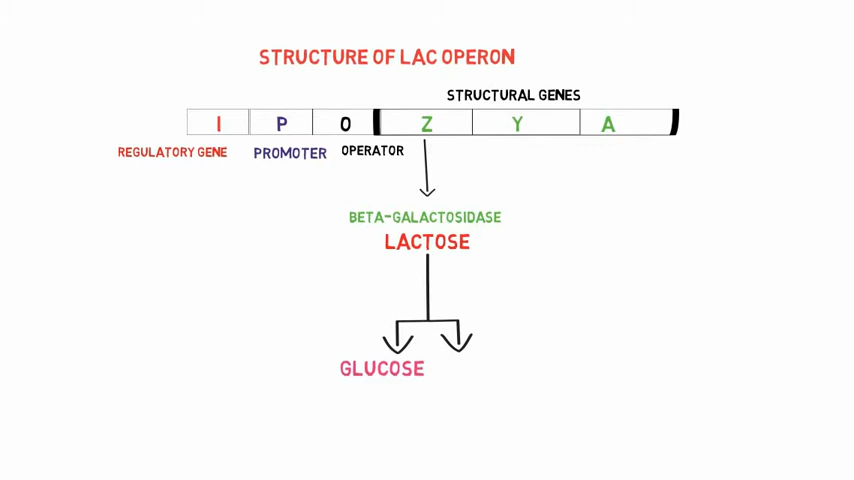 STRUCTURE OF LAC OPERON
STRUCTURAL GENES
I P O Z Y A
REGULATORY GENE PROMOTER OPERATOR
BETA-GALACTOSIDASE
LACTOSE
GLUCOSE